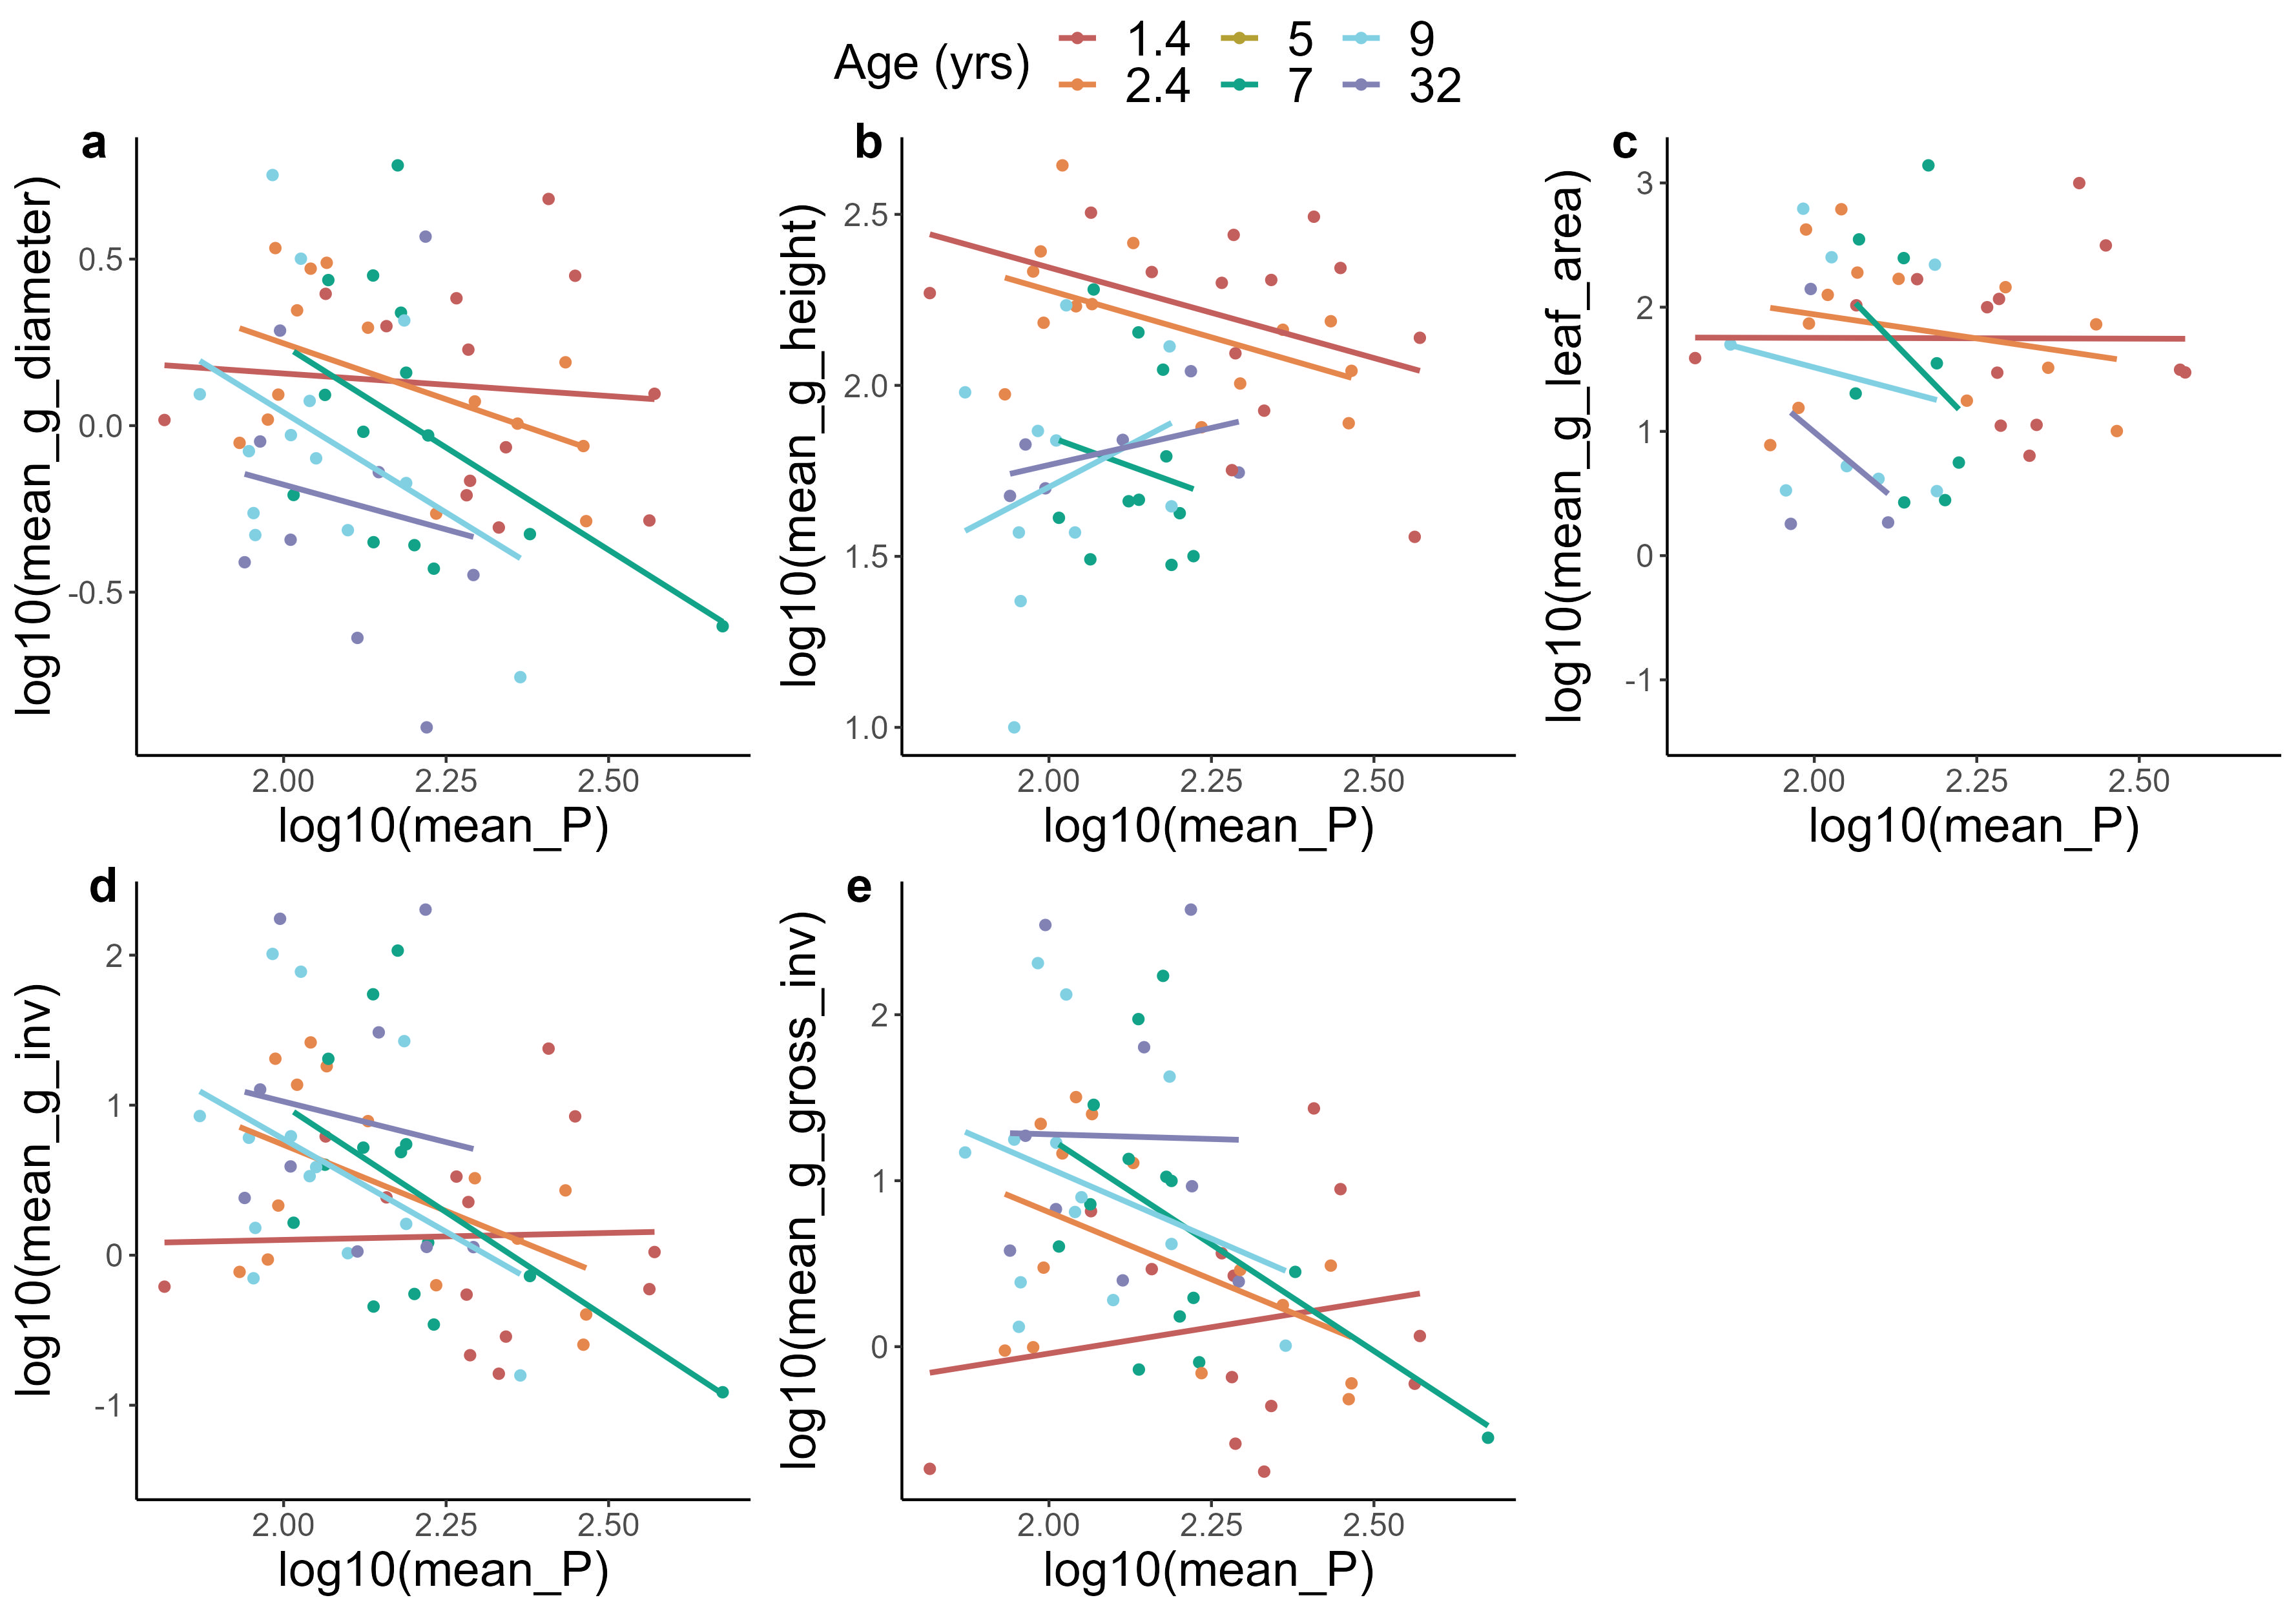 Age (yrs) 1.4 5 9
2.4 7 32
a
log10(mean_g_diameter)
0.5
0.0
-0.5
2.00 2.25 2.50
log10(mean_P)
b
log10(mean_g_height)
2.5
2.0
1.5
1.0
2.00 2.25 2.50
log10(mean_P)
c
log10(mean_g_leaf_area)
3
2
1
0
-1
2.00 2.25 2.50
log10(mean_P)
d
log10(mean_g_inv)
2
1
0
-1
2.00 2.25 2.50
log10(mean_P)
e
log10(mean_g_gross_inv)
2
1
0
2.00 2.25 2.50
log10(mean_P)